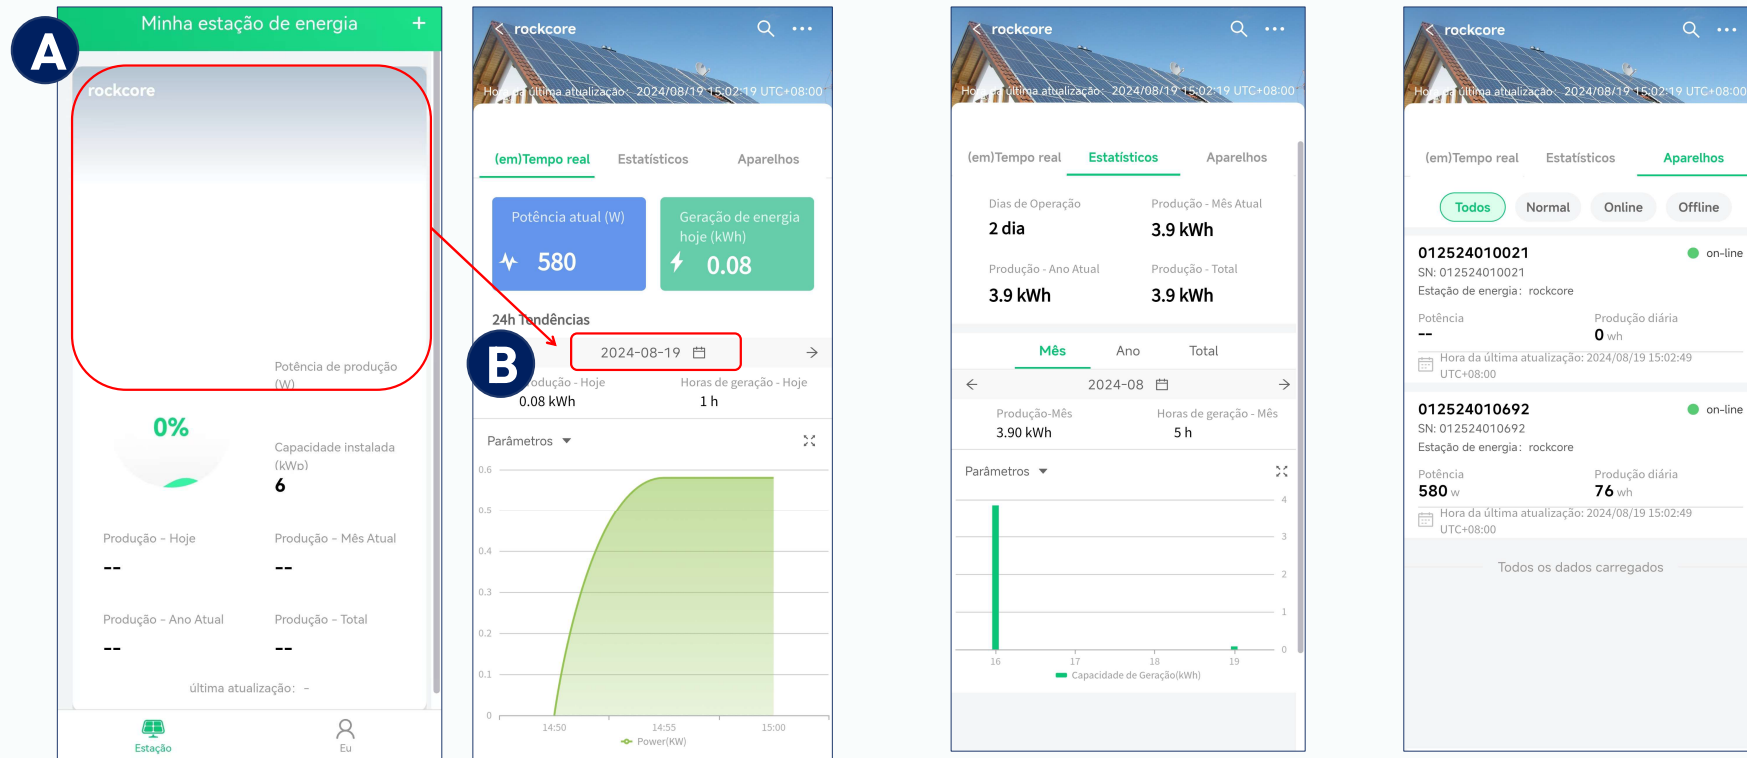 A
Minha estação de energia +
rockcore
Potência de produção
(W)
0%
Capacidade instalada
(kWp)
6
Produção - Hoje
Produção - Mês Atual
--
--
Produção - Ano Atual
Produção - Total
--
--
última atualização: -
Estação
Eu
rockcore
Hora da última atualização: 2024/08/19 15:02:19 UTC+08:00
(em)Tempo real
Estatísticos
Aparelhos
Potência atual (W)
580
Geração de energia
hoje (kWh)
0.08
24h Tendências
B
2024-08-19
Produção - Hoje
Horas de geração - Hoje
0.08 kWh
1 h
Parâmetros
0.6
0.5
0.4
0.3
0.2
0.1
0
14:50
14:55
15:00
Power(KW)
rockcore
Hora da última atualização: 2024/08/19 15:02:19 UTC+08:00
(em)Tempo real
Estatísticos
Aparelhos
Dias de Operação
Produção - Mês Atual
2 dia
3.9 kWh
Produção - Ano Atual
Produção - Total
3.9 kWh
3.9 kWh
Mês
Ano
Total
2024-08
Produção-Mês
Horas de geração - Mês
3.90 kWh
5 h
Parâmetros
4
3
2
1
0
16
17
18
19
Capacidade de Geração(kWh)
rockcore
Hora da última atualização: 2024/08/19 15:02:19 UTC+08:00
(em)Tempo real
Estatísticos
Aparelhos
Todos
Normal
Online
Offline
012524010021
on-line
SN: 012524010021
Estação de energia: rockcore
Potência
Produção diária
--
0 wh
Hora da última atualização: 2024/08/19 15:02:49
UTC+08:00
012524010692
on-line
SN: 012524010692
Estação de energia: rockcore
Potência
Produção diária
580 w
76 wh
Hora da última atualização: 2024/08/19 15:02:49
UTC+08:00
Todos os dados carregados